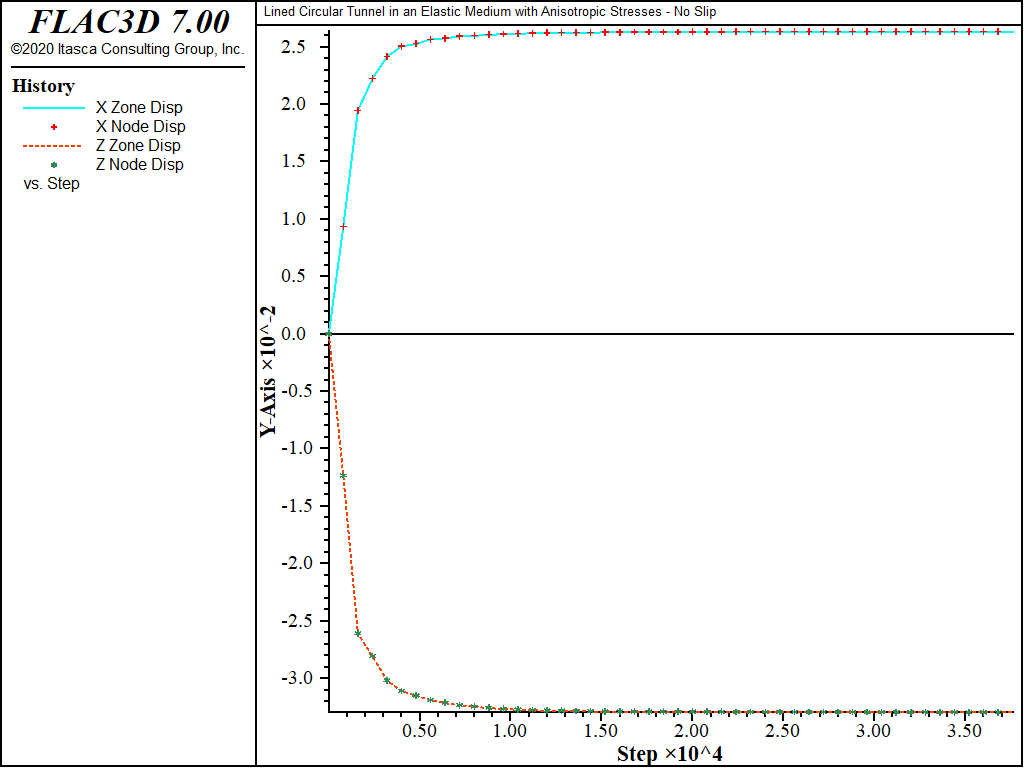 FLAC3D 7.00
©2020 Itasca Consulting Group, Inc.
History
X Zone Disp
X Node Disp
Z Zone Disp
Z Node Disp
vs. Step
Lined Circular Tunnel in an Elastic Medium with Anisotropic Stresses - No Slip
2.5
2.0
1.5
1.0
0.5
0.0
-0.5
-1.0
-1.5
-2.0
-2.5
-3.0
Y-Axis ×10^-2
0.50 1.00 1.50 2.00 2.50 3.00 3.50
Step ×10^4